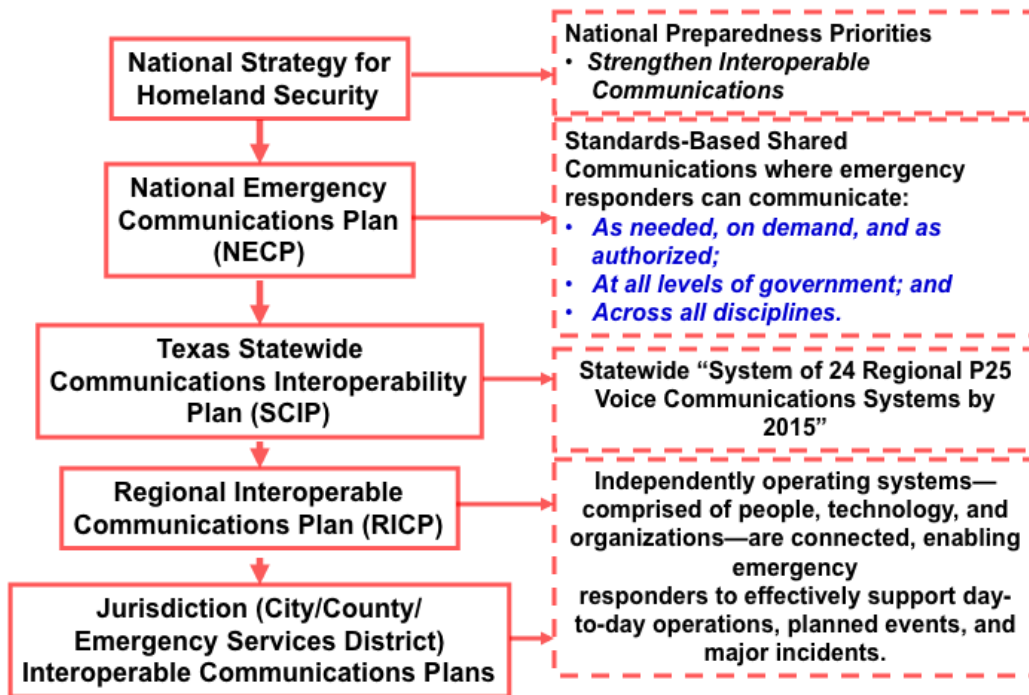 National Strategy for
Homeland Security
National Preparedness Priorities
• Strengthen Interoperable
Communications
National Emergency
Communications Plan
(NECP)
Standards-Based Shared
Communications where emergency
responders can communicate:
• As needed, on demand, and as
authorized;
• At all levels of government; and
• Across all disciplines.
Texas Statewide
Communications Interoperability
Plan (SCIP)
Statewide “System of 24 Regional P25
Voice Communications Systems by
2015”
Regional Interoperable
Communications Plan (RICP)
Jurisdiction (City/County/
Emergency Services District)
Interoperable Communications Plans
Independently operating systems—
comprised of people, technology, and
organizations—are connected, enabling
emergency
responders to effectively support day-
to-day operations, planned events, and
major incidents.